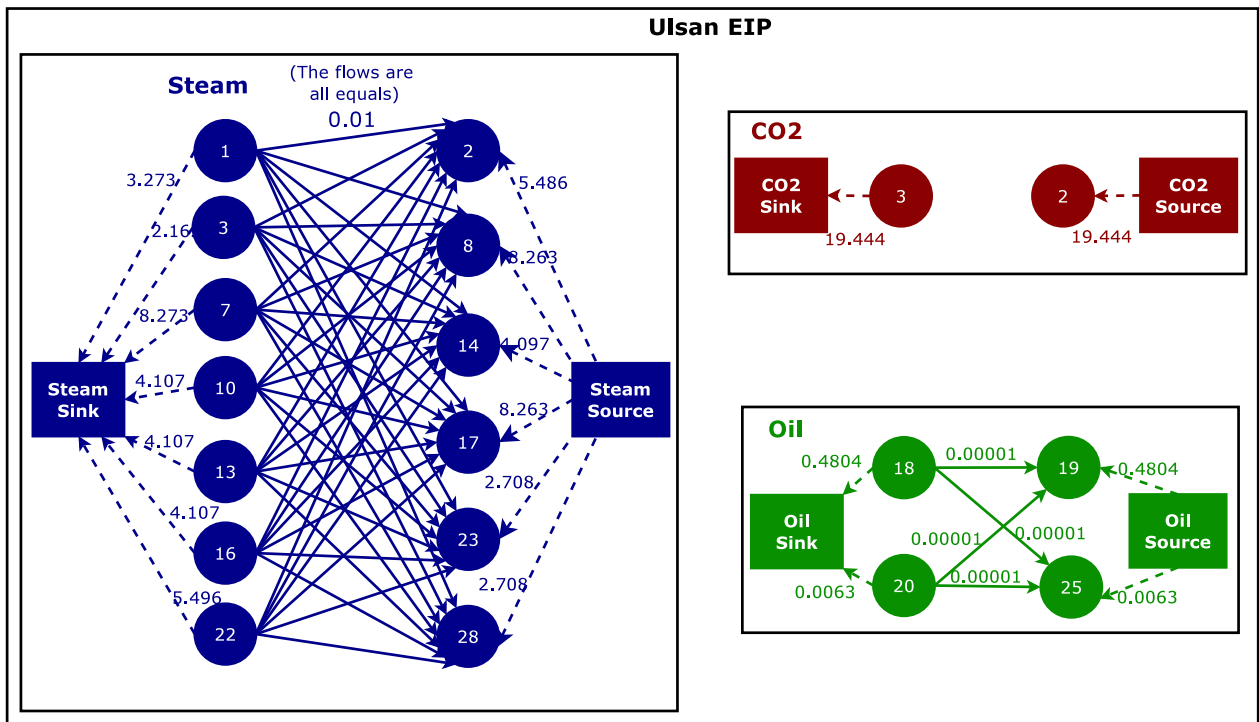 Ulsan EIP
Steam
(The flows are
all equals)
0.01
1
2
3.273
5.486
3
2.16
8
8.263
7
8.273
14
4.097
Steam
Sink
4.107
10
Steam
Source
8.263
4.107
13
17
2.708
4.107
16
23
5.496
2.708
22
28
CO2
CO2
Sink
3
2
CO2
Source
19.444
19.444
Oil
0.4804
18
0.00001
19
0.4804
Oil
Sink
0.00001
0.00001
Oil
Source
0.0063
20
0.00001
25
0.0063